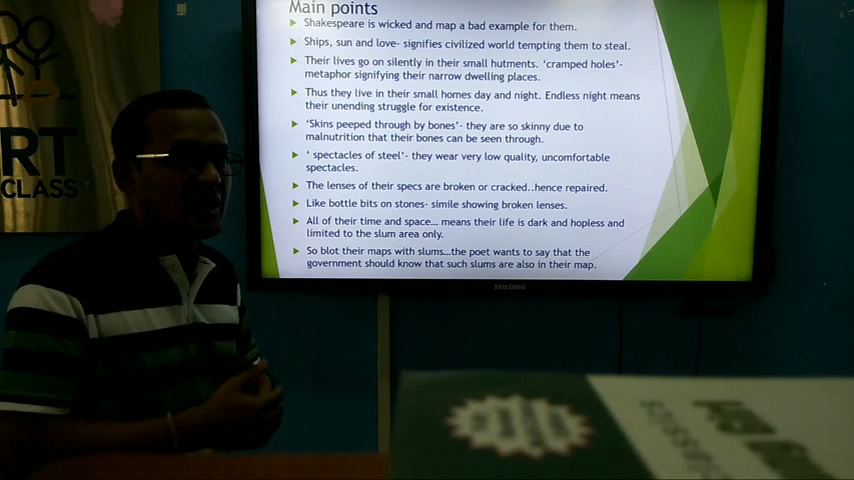 Main points
Shakespeare is wicked and map a bad example for them.
Ships, sun and love- signifies civilized world tempting them to steal.
Their lives go on silently in their small hutments. ‘cramped holes’-
metaphor signifying their narrow dwelling places.
Thus they live in their small homes day and night. Endless night means
their unending struggle for existence.
‘Skins peeped through by bones’- they are so skinny due to
malnutrition that their bones can be seen through.
‘ spectacles of steel’- they wear very low quality, uncomfortable
spectacles.
The lenses of their specs are broken or cracked..hence repaired.
Like bottle bits on stones- simile showing broken lenses.
All of their time and space… means their life is dark and hopless and
limited to the slum area only.
So blot their maps with slums…the poet wants to say that the
government should know that such slums are also in their map.
SAMSUNG
RT
CLASS